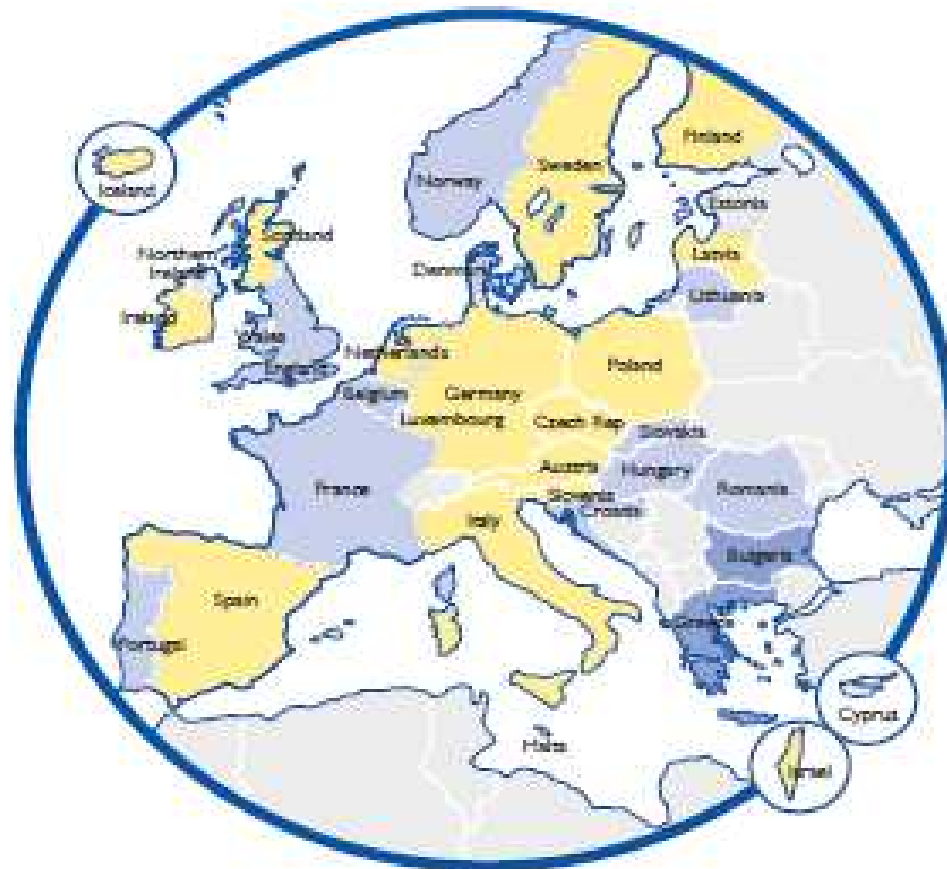 Finland
Iceland
Sweden
Norway
Estonia
Scotland
Northern
Ireland
Latvia
Denmark
Lithuania
Ireland
Wales
Netherlands
England
Poland
Belgium
Germany
Luxembourg
Czech Rep
Slovakia
Austria
Hungary
France
Romania
Slovenia
Croatia
Italy
Bulgaria
Spain
Greece
Portugal
Cyprus
Malta
Israel